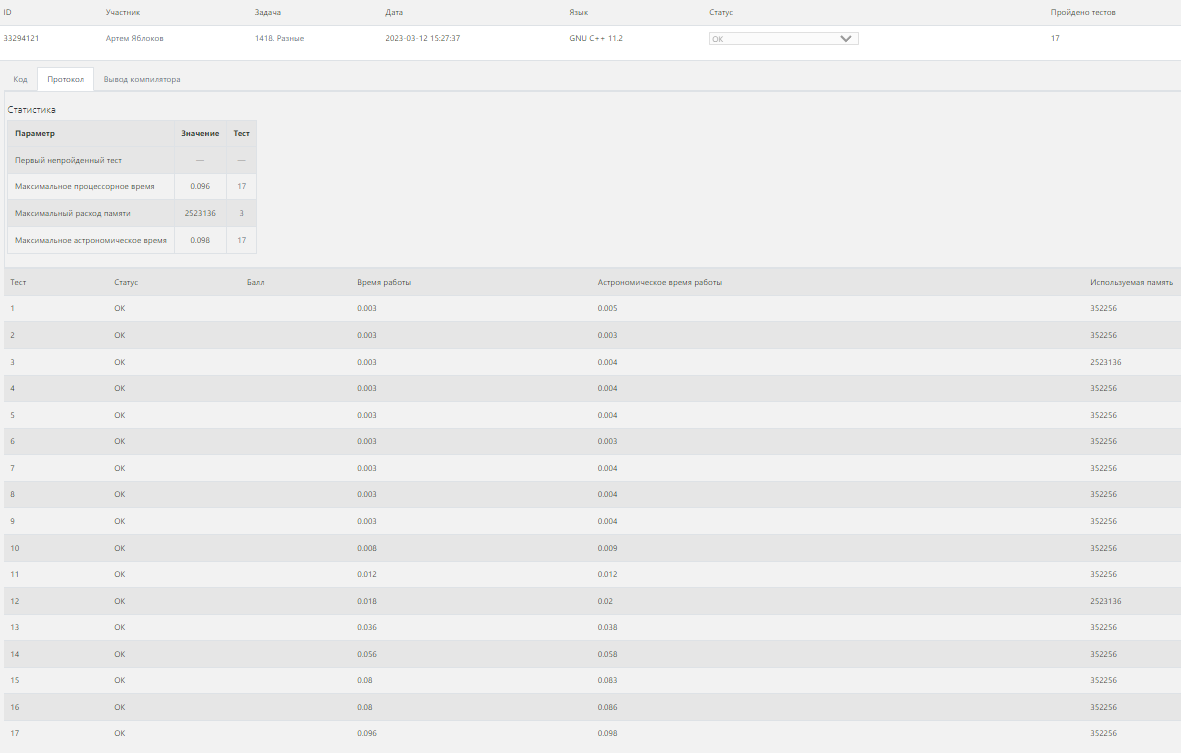 ID Участник Задача Дата Язык Статус Пройдено тестов
33294121 Артем Яблоков 1418. Разные 2023-03-12 15:27:37 GNU C++ 11.2 OK 17
Код Протокол Вывод компилятора
Статистика
Параметр Значение Тест
Первый непройденный тест — —
Максимальное процессорное время 0.096 17
Максимальный расход памяти 2523136 3
Максимальное астрономическое время 0.098 17
Тест Статус Балл Время работы Астрономическое время работы Используемая память
1 OK 0.003 0.005 352256
2 OK 0.003 0.003 352256
3 OK 0.003 0.004 2523136
4 OK 0.003 0.004 352256
5 OK 0.003 0.004 352256
6 OK 0.003 0.003 352256
7 OK 0.003 0.004 352256
8 OK 0.003 0.004 352256
9 OK 0.003 0.004 352256
10 OK 0.008 0.009 352256
11 OK 0.012 0.012 352256
12 OK 0.018 0.02 2523136
13 OK 0.036 0.038 352256
14 OK 0.056 0.058 352256
15 OK 0.08 0.083 352256
16 OK 0.08 0.086 352256
17 OK 0.096 0.098 352256